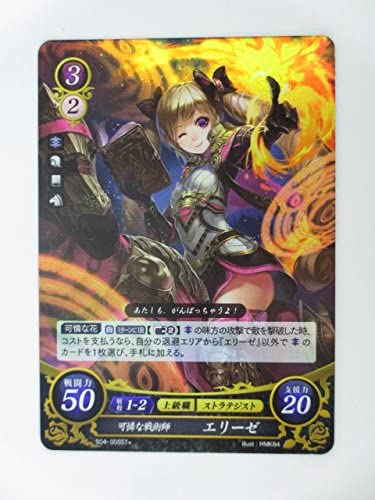 3
2
あたしも、がんばっちゃうよ!
可憐な花 自 1ターンに1回 の味方の攻撃で敵を撃破した時、
コストを支払うなら、自分の退避エリアから『エリーゼ』以外で
のカードを1枚選び、手札に加える。
戦闘力 50 射程 1-2 上級職 ストラテジスト 支援力 20
可憐な戦術師 エリーゼ
S04-006ST+ Illust:HMK84